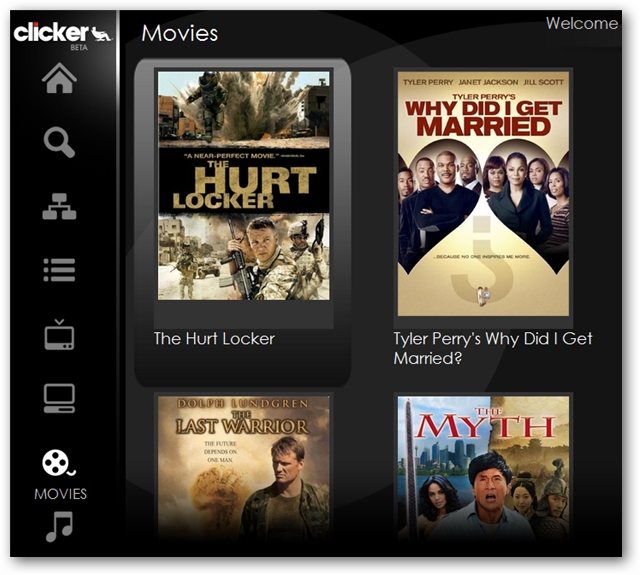 clicker
BETA
Movies
Welcome
"A NEAR-PERFECT MOVIE."
THE
HURT
LOCKER
The Hurt Locker
TYLER PERRY JANET JACKSON JILL SCOTT
TYLER PERRY'S
WHY DID I GET
MARRIED
...BECAUSE NO ONE INSPIRES ME MORE.
Tyler Perry's Why Did I Get
Married?
DOLPH LUNDGREN
THE
LAST WARRIOR
THE FUTURE
DEPENDS ON
ONE MAN.
THE
MYTH
MOVIES